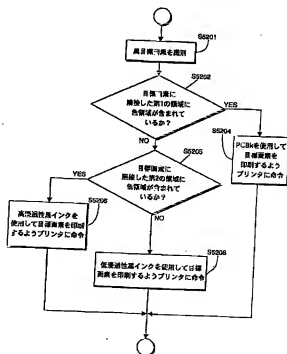 S5201
黒目標画素を識別
S5202
目標画素に
隣接した第1の領域に
色領域が含まれて
いるか？
YES
NO
S5204
PCBkを使用して目
標画素を印刷する
ようプリンタに命令
S5205
目標画素に
隣接した第2の領域に
色領域が含まれて
いるか？
YES
NO
S5206
高浸透性黒インクを
使用して目標画素を印刷
するようプリンタに命令
S5208
低浸透性黒インクを使用して目標
画素を印刷するようプリンタに命令